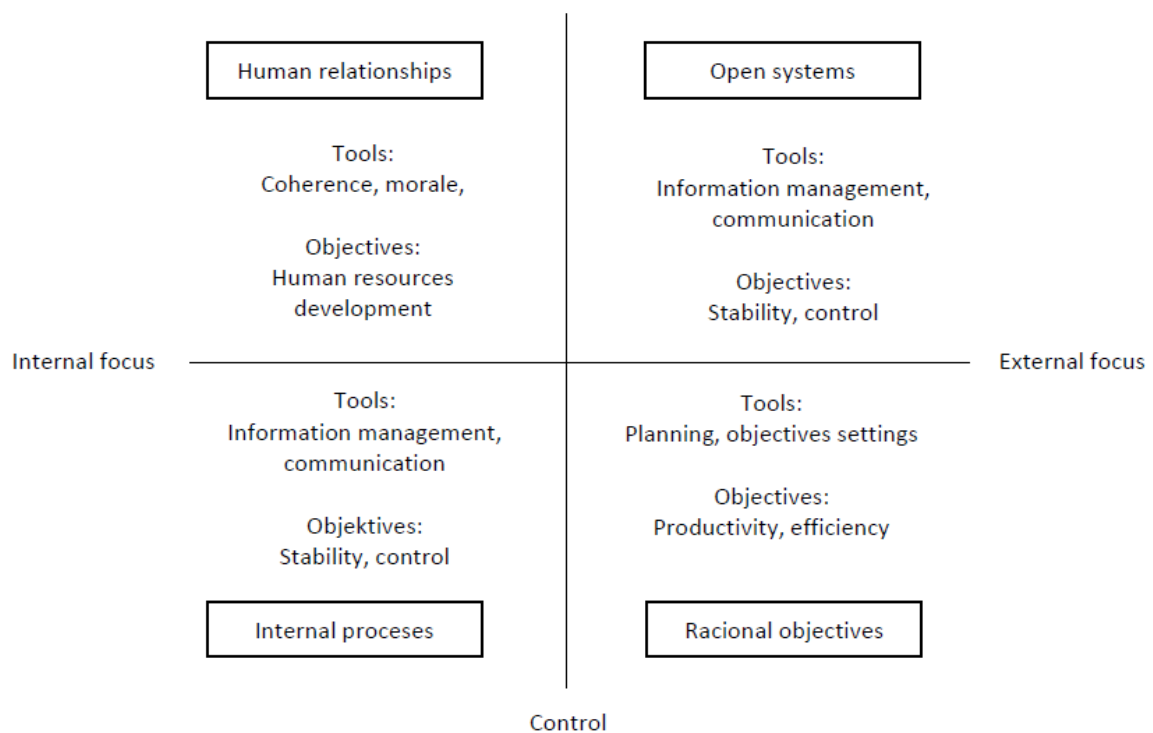 Human relationships
Open systems
Tools:
Coherence, morale,
Objectives:
Human resources
development
Tools:
Information management,
communication
Objectives:
Stability, control
Internal focus
External focus
Tools:
Information management,
communication
Objektives:
Stability, control
Tools:
Planning, objectives settings
Objectives:
Productivity, efficiency
Internal proceses
Racional objectives
Control